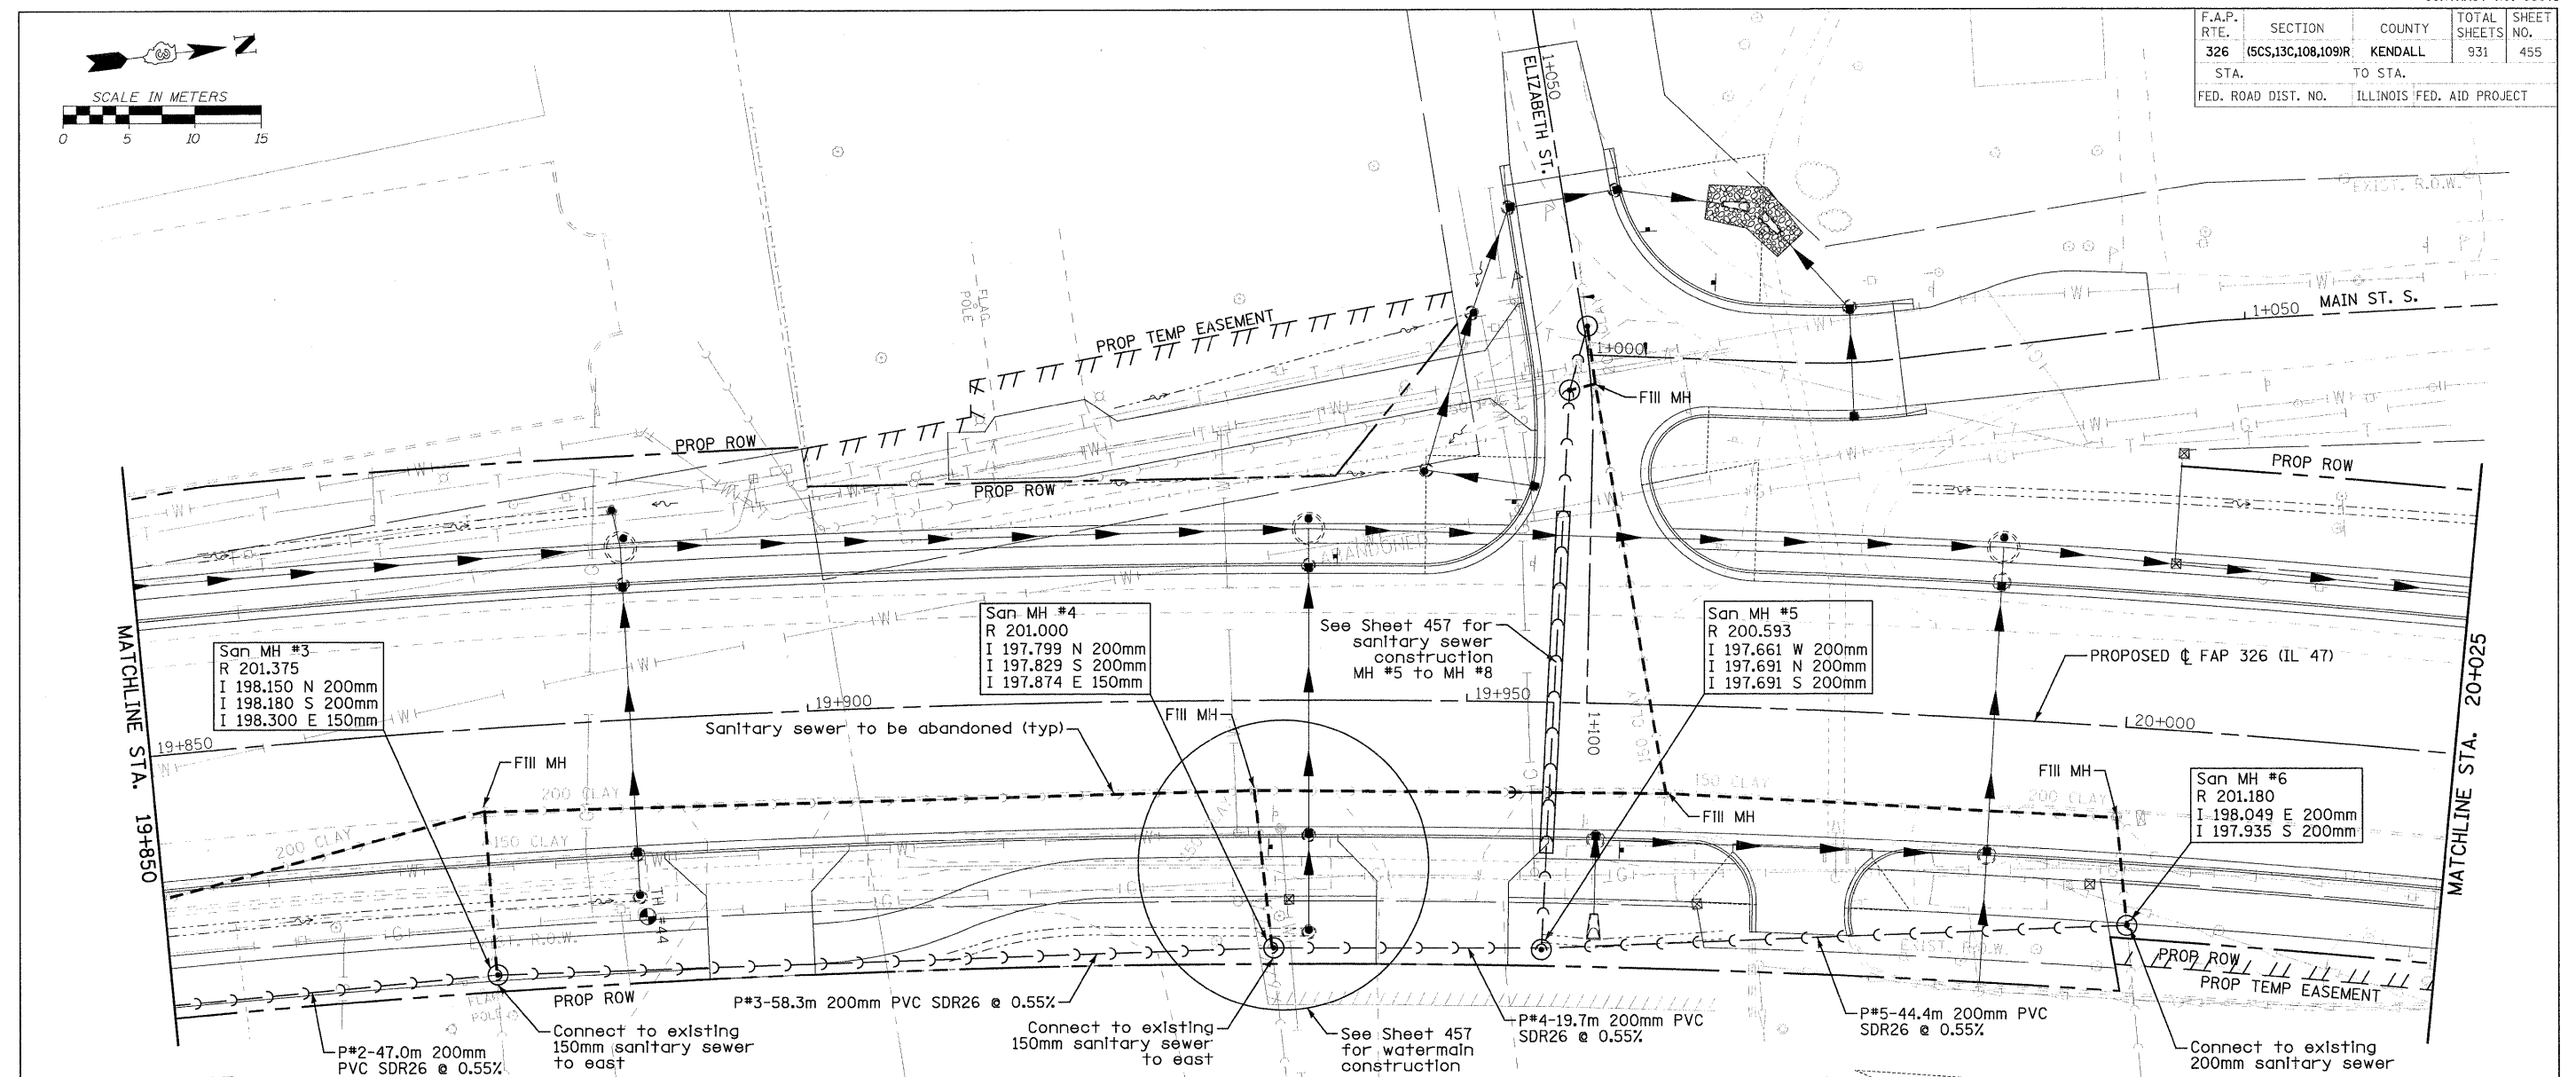 F.A.P. RTE. SECTION COUNTY TOTAL SHEETS SHEET NO.
326 (5CS,13C,108,109)R KENDALL 931 455
STA. TO STA.
FED. ROAD DIST. NO. ILLINOIS FED. AID PROJECT
N
SCALE IN METERS
0 5 10 15
1+050
ELIZABETH ST.
EXIST. R.O.W.
MAIN ST. S.
1+050
1+000
FLAG POLE
PROP TEMP EASEMENT
Fill MH
PROP ROW
PROP ROW
PROP ROW
ABANDONED
MATCHLINE STA. 19+850
San MH #3
R 201.375
I 198.150 N 200mm
I 198.180 S 200mm
I 198.300 E 150mm
San MH #4
R 201.000
I 197.799 N 200mm
I 197.829 S 200mm
I 197.874 E 150mm
See Sheet 457 for
sanitary sewer
construction
MH #5 to MH #8
San MH #5
R 200.593
I 197.661 W 200mm
I 197.691 N 200mm
I 197.691 S 200mm
PROPOSED ℄ FAP 326 (IL 47)
MATCHLINE STA. 20+025
19+850
19+900
19+950
20+000
1+100
150 CLAY
Sanitary sewer to be abandoned (typ)
Fill MH
Fill MH
Fill MH
Fill MH
200 CLAY
200 CLAY
150 CLAY
150 CLAY
200 CLAY
San MH #6
R 201.180
I 198.049 E 200mm
I 197.935 S 200mm
TH #44
EXIST. R.O.W.
EXIST. R.O.W.
FLAG POLE
PROP ROW
PROP ROW
PROP TEMP EASEMENT
P#2-47.0m 200mm
PVC SDR26 @ 0.55%
Connect to existing
150mm sanitary sewer
to east
P#3-58.3m 200mm PVC SDR26 @ 0.55%
Connect to existing
150mm sanitary sewer
to east
See Sheet 457
for watermain
construction
P#4-19.7m 200mm PVC
SDR26 @ 0.55%
P#5-44.4m 200mm PVC
SDR26 @ 0.55%
Connect to existing
200mm sanitary sewer